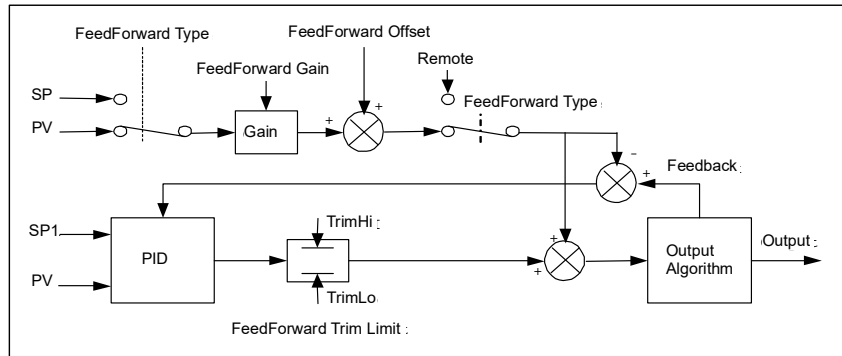 FeedForward Type
FeedForward Offset
Remote
FeedForward Gain
FeedForward Type
SP
PV
Gain
+
+
-
Feedback
+
SP1
PV
PID
TrimHi
TrimLo
FeedForward Trim Limit
+
+
Output
Algorithm
Output